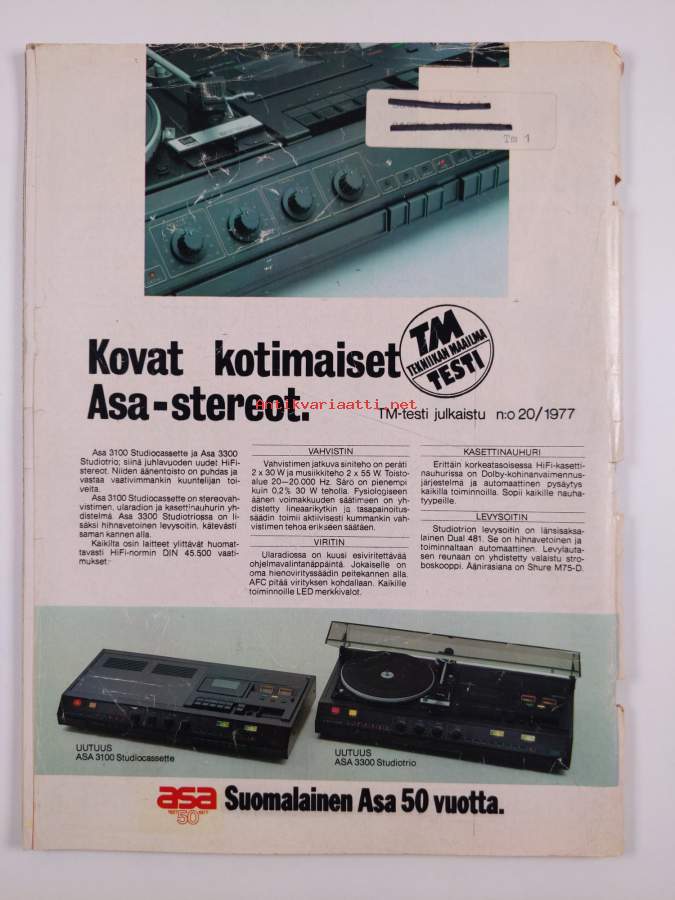 Tm 1
Kovat kotimaiset
Asa-stereot.
TM
TEKNIIKAN MAAILMA
TESTI
TM-testi julkaistu n:o 20/1977
Antikvariaatti.net
Asa 3100 Studiocassette ja Asa 3300
Studiotrio; siinä juhlavuoden uudet HiFi-
stereot. Niiden äänentoisto on puhdas ja
vastaa vaativimmankin kuuntelijan toi-
veita.
Asa 3100 Studiocassette on stereovah-
vistimen, ularadion ja kasettinauhurin yh-
distelmä. Asa 3300 Studiotriossa on li-
säksi hihnavetoinen levysoitin, kätevästi
saman kannen alla.
Kaikilta osin laitteet ylittävät huomat-
tavasti HiFi-normin DIN 45.500 vaati-
mukset.
VAHVISTIN
Vahvistimen jatkuva siniteho on peräti
2 x 30 W ja musiikkiteho 2 x 55 W. Toisto-
alue 20—20.000 Hz. Särö on pienempi
kuin 0,2% 30 W teholla. Fysiologiseen
äänen voimakkuuden säätimeen on yh-
distetty lineaarikytkin ja tasapainoitus-
säädin toimii aktiivisesti kummankin vah-
vistimen tehoa erikseen säätäen.
VIRITIN
Ularadiossa on kuusi esiviritettävää
ohjelmavalintanäppäintä. Jokaiselle on
oma hienovirityssäädin peitekannen alla.
AFC pitää virityksen kohdallaan. Kaikille
toiminnoille LED merkkivalot.
KASETTINAUHURI
Erittäin korkeatasoisessa HiFi-kasetti-
nauhurissa on Dolby-kohinanvaimennus-
järjestelmä ja automaattinen pysäytys
kaikilla toiminnoilla. Sopii kaikille nauha-
tyypeille.
LEVYSOITIN
Studiotrion levysoitin on länsisaksa-
lainen Dual 481. Se on hihnavetoinen ja
toiminnaltaan automaattinen. Levylauta-
sen reunaan on yhdistetty valaistu stro-
boskooppi. Äänirasiana on Shure M75-D.
UUTUUS
ASA 3100 Studiocassette
UUTUUS
ASA 3300 Studiotrio
asa
50
Suomalainen Asa 50 vuotta.